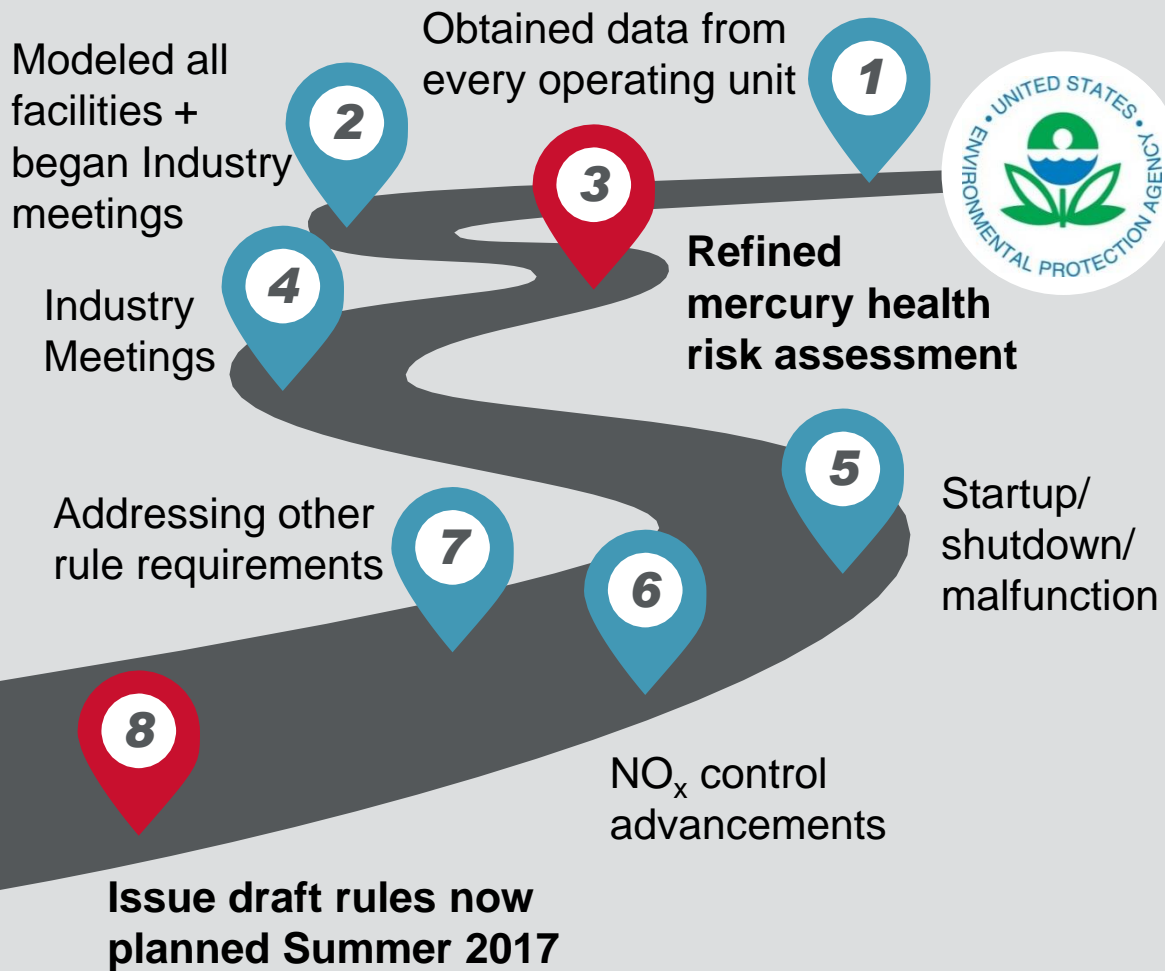 1
Obtained data from
every operating unit
2
Modeled all
facilities +
began Industry
meetings
3
Refined
mercury health
risk assessment
4
Industry
Meetings
5
Startup/
shutdown/
malfunction
6
NOx control
advancements
7
Addressing other
rule requirements
8
Issue draft rules now
planned Summer 2017
UNITED STATES •
ENVIRONMENTAL PROTECTION AGENCY •